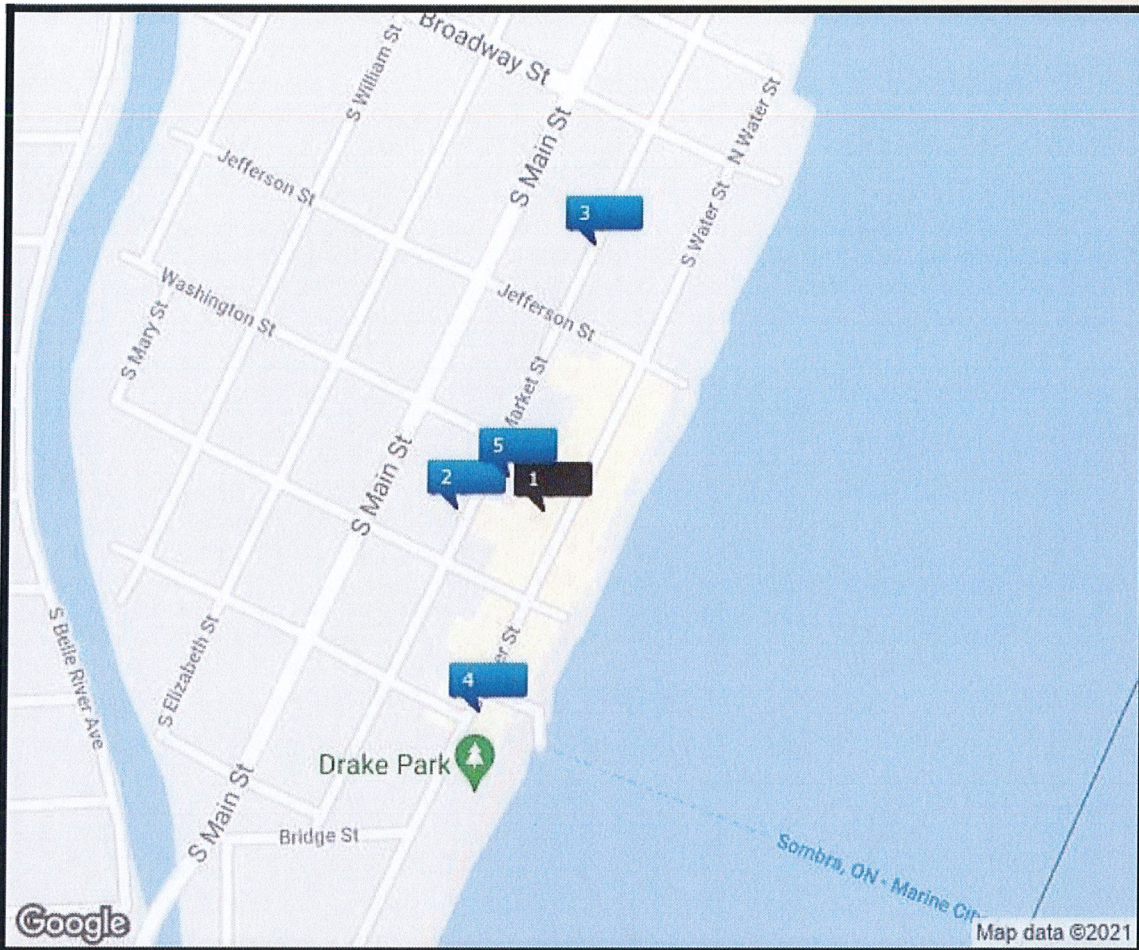 Broadway St
S William St
N Water St
S Main St
Jefferson St
3
S Water St
Jefferson St
Washington St
S Mary St
Market St
5
2
1
S Main St
S Belle River Ave
S Elizabeth St
er St
4
Drake Park
S Main St
Bridge St
Sombra, ON - Marine Cit
Google
Map data ©2021